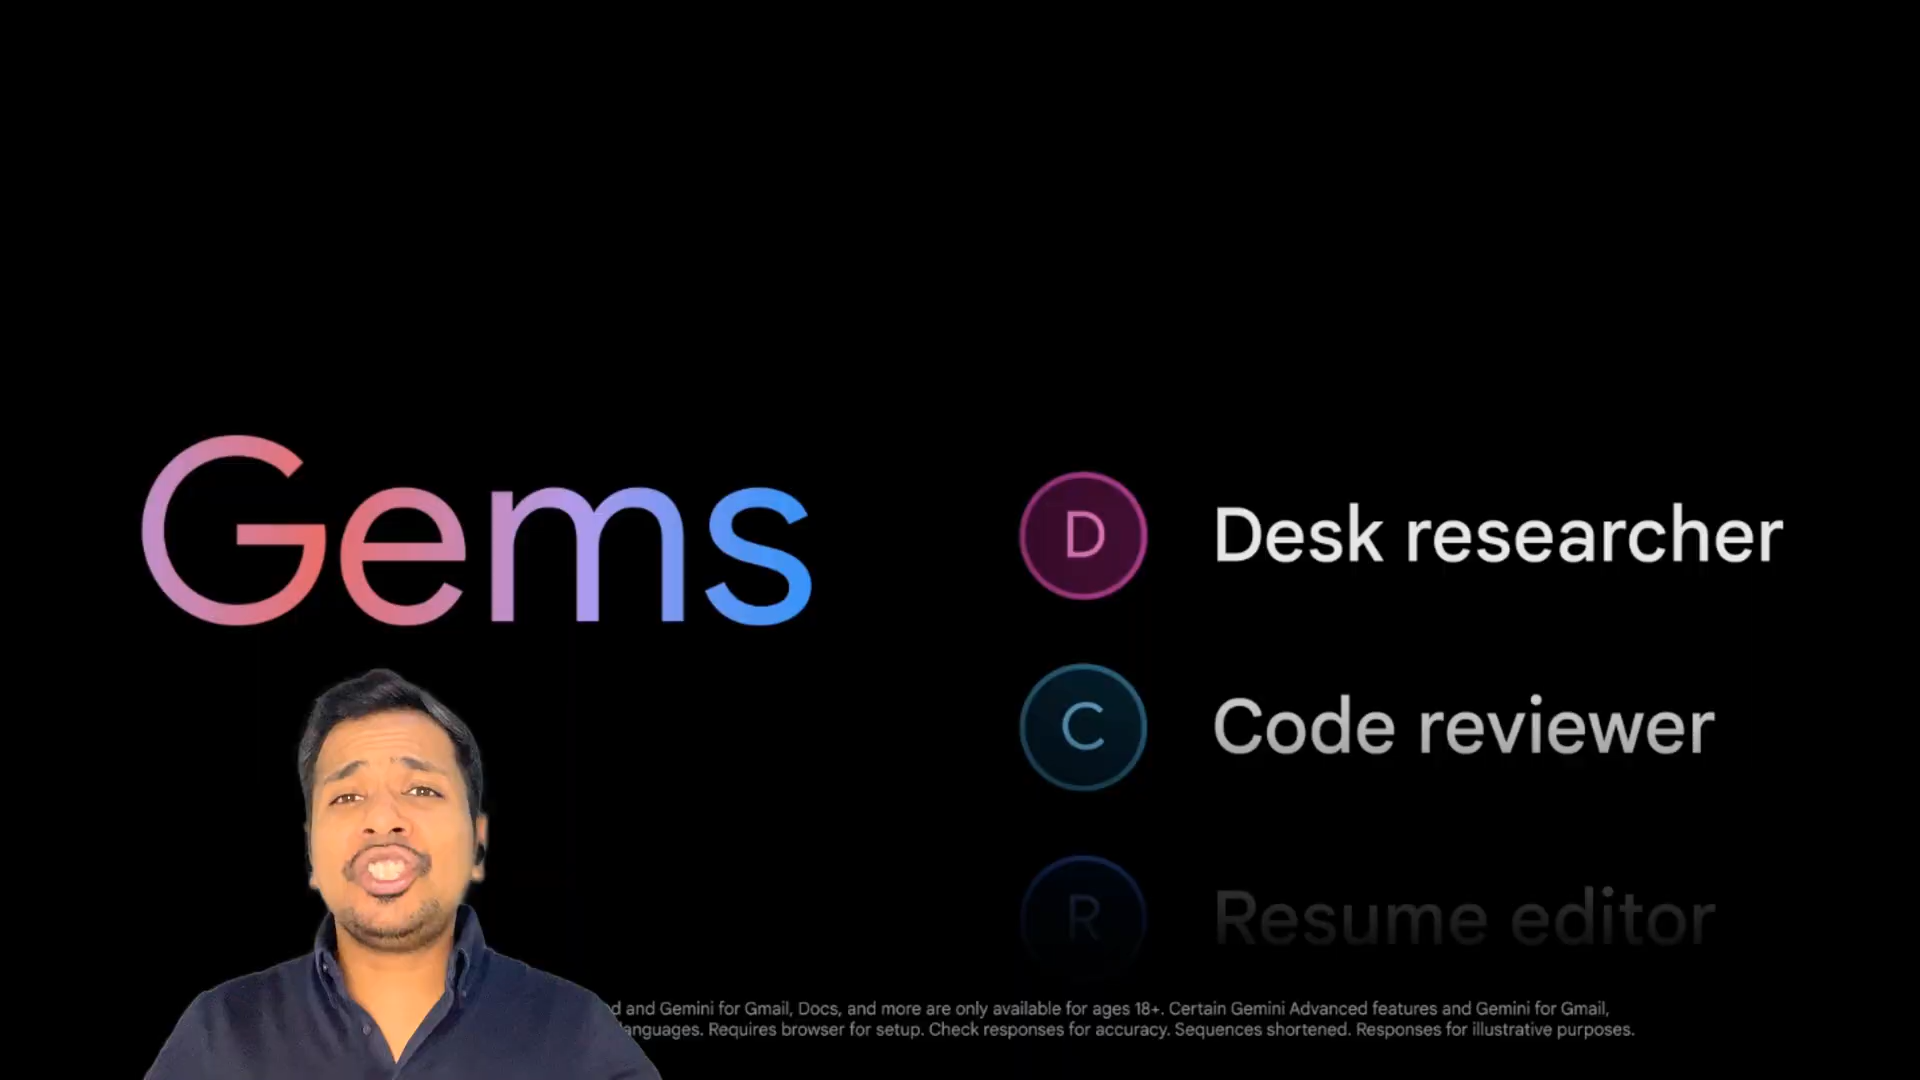 Gems
D Desk researcher
C Code reviewer
R Resume editor
and Gemini for Gmail, Docs, and more are only available for ages 18+. Certain Gemini Advanced features and Gemini for Gmail,
Requires browser for setup. Check responses for accuracy. Sequences shortened. Responses for illustrative purposes.